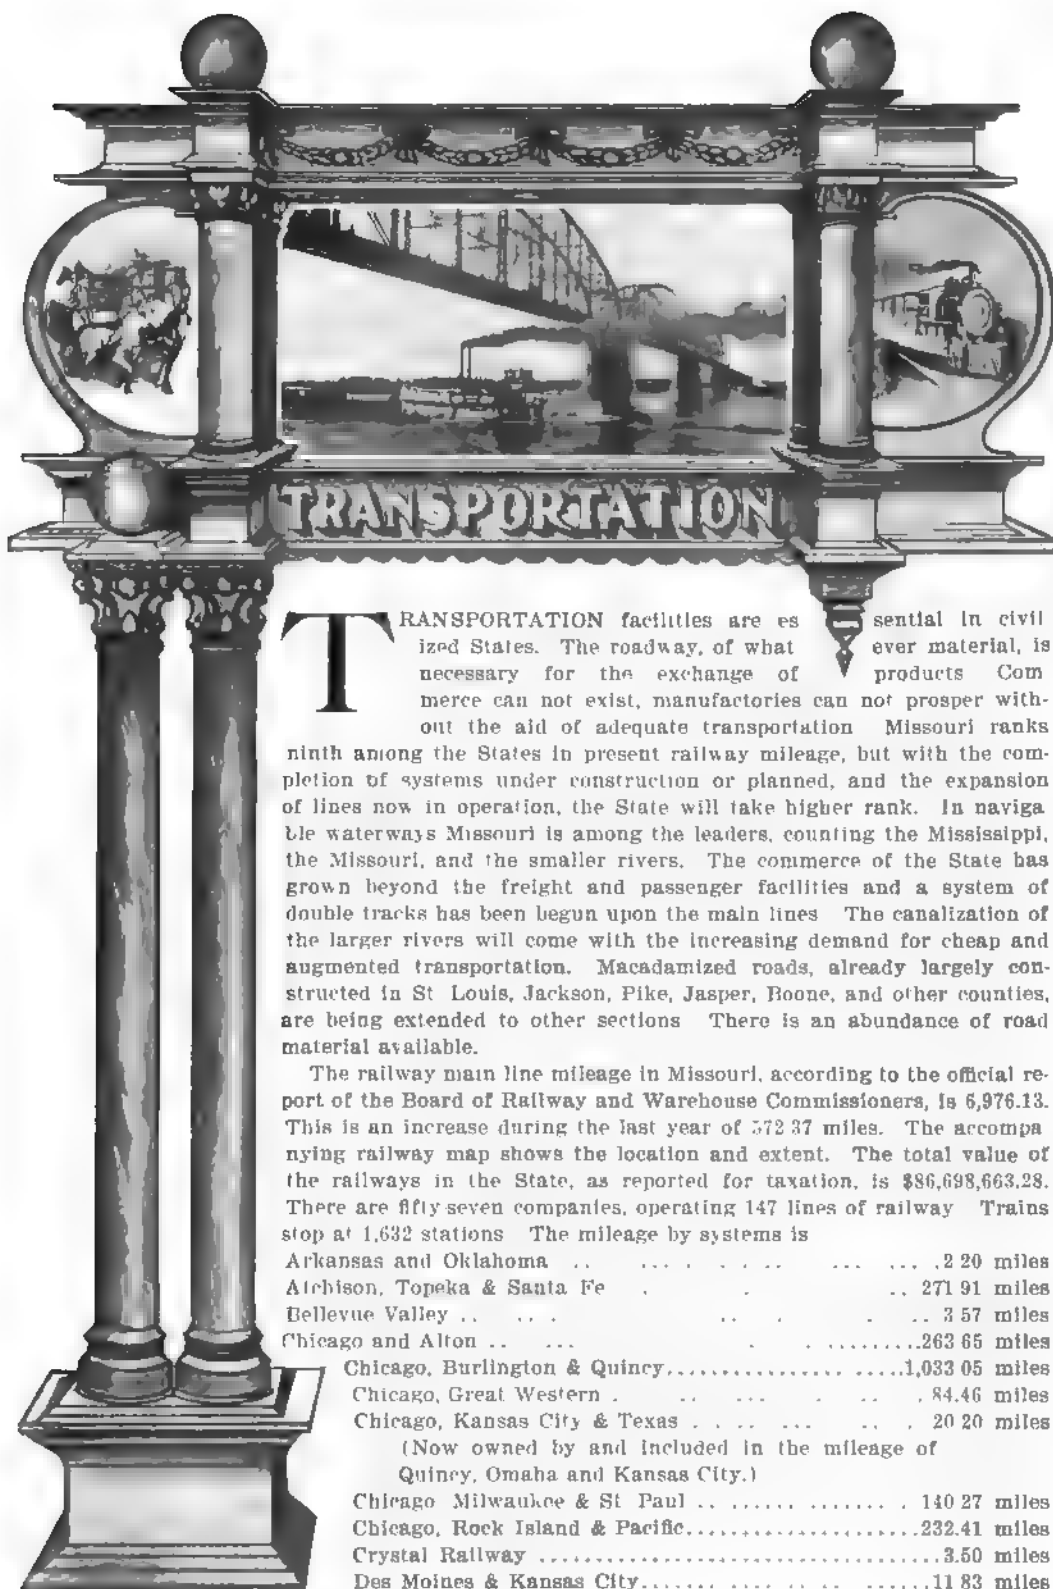 TRANSPORTATION
TRANSPORTATION facilities are es sential in civil
ized States. The roadway, of what ever material, is
necessary for the exchange of products Com
merce can not exist, manufactories can not prosper with-
out the aid of adequate transportation Missouri ranks
ninth among the States in present railway mileage, but with the com-
pletion of systems under construction or planned, and the expansion
of lines now in operation, the State will take higher rank. In naviga
ble waterways Missouri is among the leaders, counting the Mississippi,
the Missouri, and the smaller rivers. The commerce of the State has
grown beyond the freight and passenger facilities and a system of
double tracks has been begun upon the main lines The canalization of
the larger rivers will come with the increasing demand for cheap and
augmented transportation. Macadamized roads, already largely con-
structed in St Louis, Jackson, Pike, Jasper, Boone, and other counties,
are being extended to other sections There is an abundance of road
material available.
The railway main line mileage in Missouri, according to the official re-
port of the Board of Railway and Warehouse Commissioners, is 6,976.13.
This is an increase during the last year of 572 37 miles. The accompa
nying railway map shows the location and extent. The total value of
the railways in the State, as reported for taxation, is $86,698,663.28.
There are fifty-seven companies, operating 147 lines of railway Trains
stop at 1,632 stations The mileage by systems is
Arkansas and Oklahoma .. ... . . . .. ... ... . .2 20 miles
Atchison, Topeka & Santa Fe . . .. 271 91 miles
Bellevue Valley .. .. . .. . . .. 3 57 miles
Chicago and Alton .. ... . . .........263 65 miles
Chicago, Burlington & Quincy.................. .....1,033 05 miles
Chicago, Great Western . .. ... . .. . 84.46 miles
Chicago, Kansas City & Texas . . .. ... .. . 20 20 miles
(Now owned by and included in the mileage of
Quincy, Omaha and Kansas City.)
Chicago Milwaukee & St Paul .. ....... ....... . 140 27 miles
Chicago, Rock Island & Pacific......................232.41 miles
Crystal Railway .....................................3.50 miles
Des Moines & Kansas City....... .... .. .. ......11 83 miles